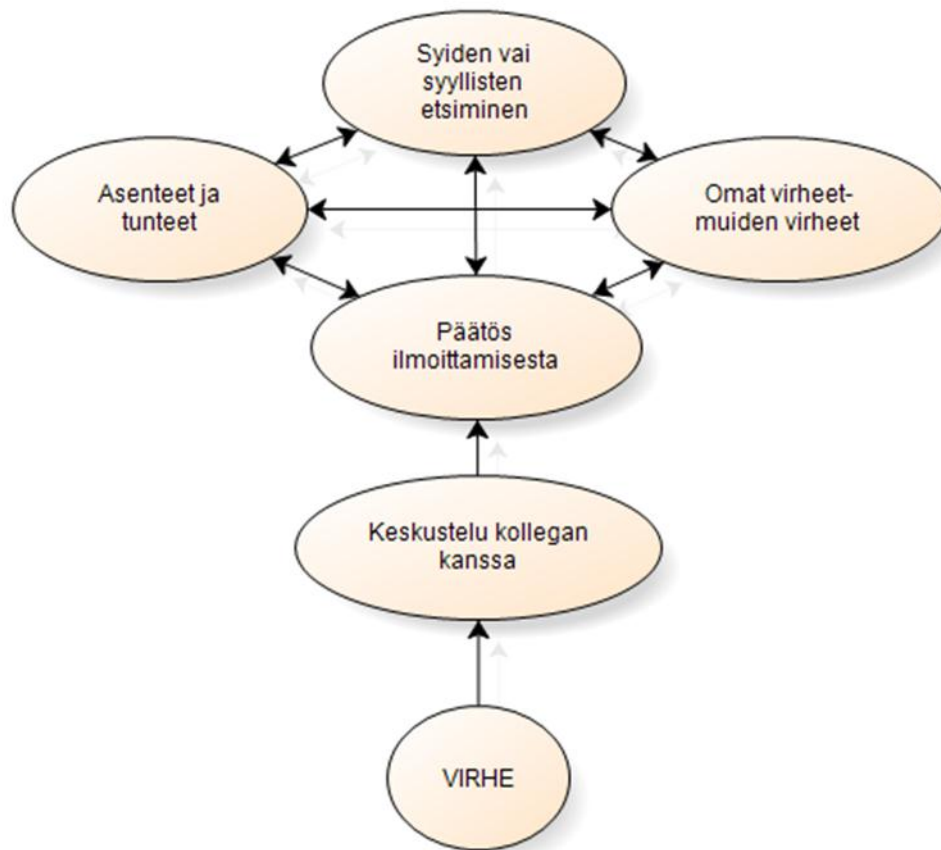 Syiden vai
syyllisten
etsiminen
Asenteet ja
tunteet
Omat virheet-
muiden virheet
Päätös
ilmoittamisesta
Keskustelu kollegan
kanssa
VIRHE